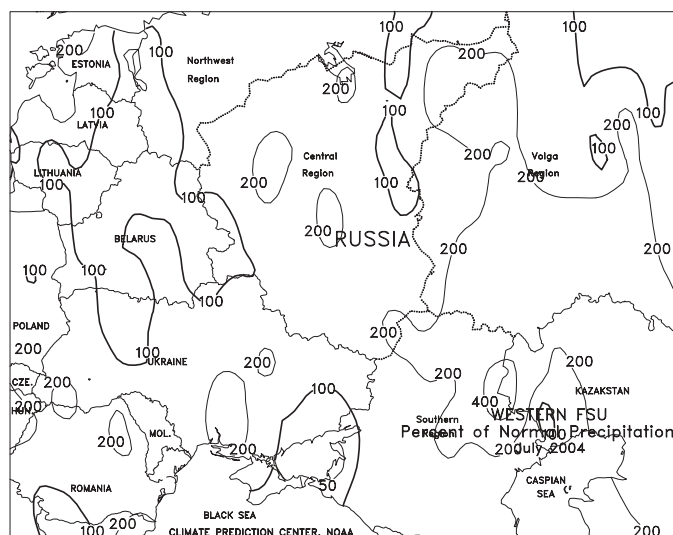 100
100
200
ESTONIA
100
Northwest
Region
200
200
100
100
100
200
LATVIA
LITHUANIA
100
Central
Region
200
100
200
Volga
Region
200
100
100
BELARUS
200
RUSSIA
200
200
100
100
100
POLAND
200
200
100
UKRAINE
200
200
CZE.
200
100
400
KAZAKSTAN
HUN.
200
WESTERN FSU
Southern
Percent of Normal Precipitation
MOL.
200
200
200
July 2004
ROMANIA
50
CASPIAN
SEA
BLACK SEA
100
200
CLIMATE PREDICTION CENTER, NOAA
200